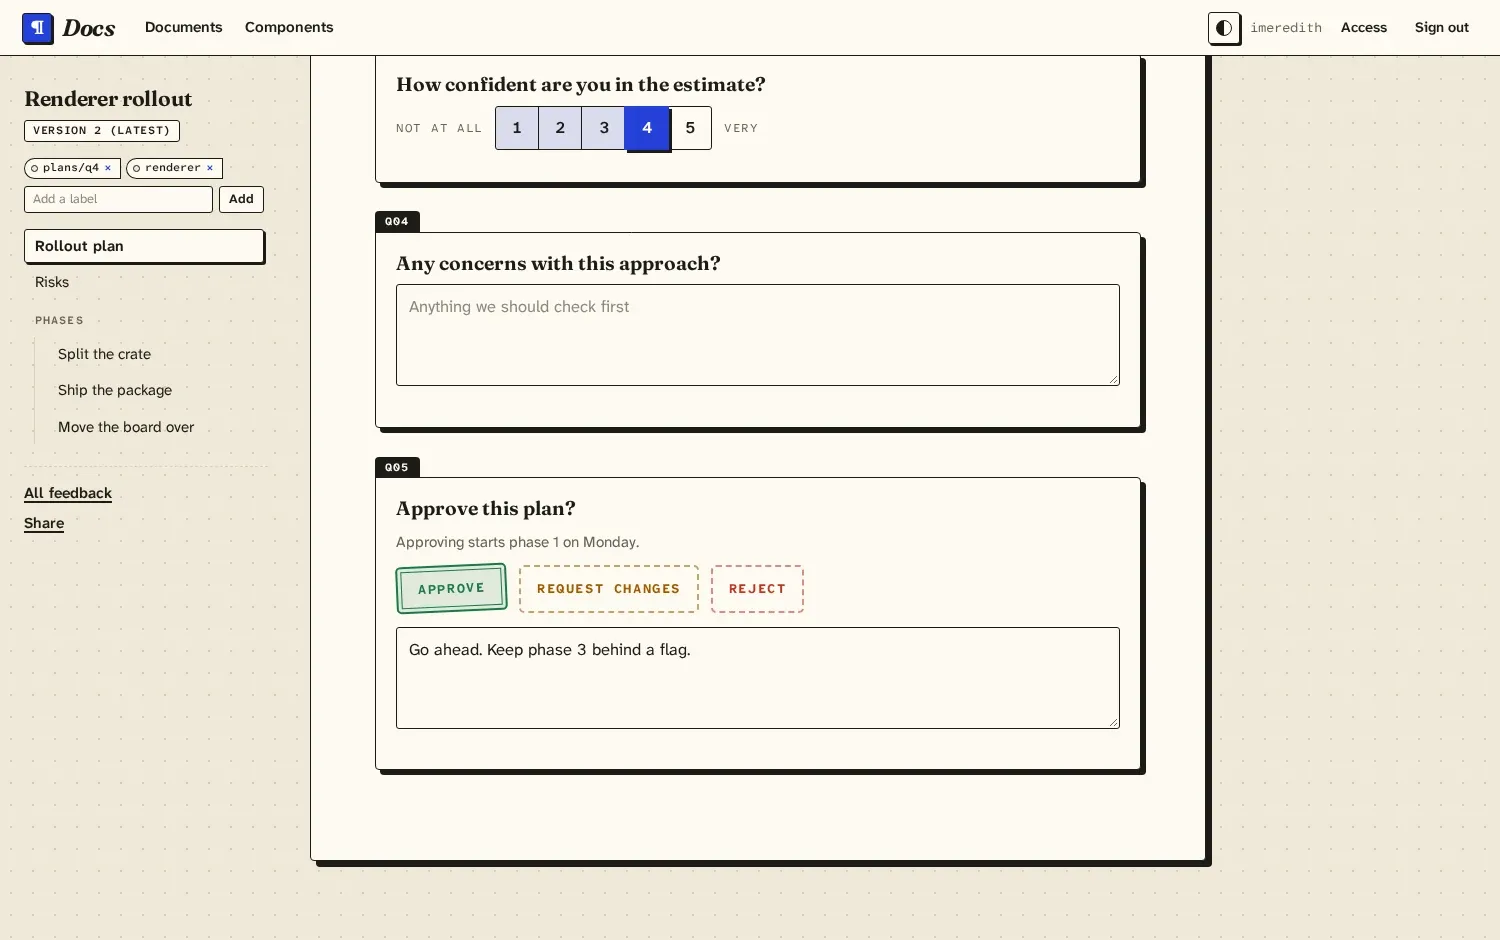 ¶ Docs Documents Components imeredith Access Sign out
Renderer rollout
VERSION 2 (LATEST)
plans/q4 × renderer ×
Add a label Add
Rollout plan
Risks
PHASES
Split the crate
Ship the package
Move the board over
All feedback
Share
How confident are you in the estimate?
NOT AT ALL 1 2 3 4 5 VERY
Q04
Any concerns with this approach?
Anything we should check first
Q05
Approve this plan?
Approving starts phase 1 on Monday.
APPROVE REQUEST CHANGES REJECT
Go ahead. Keep phase 3 behind a flag.